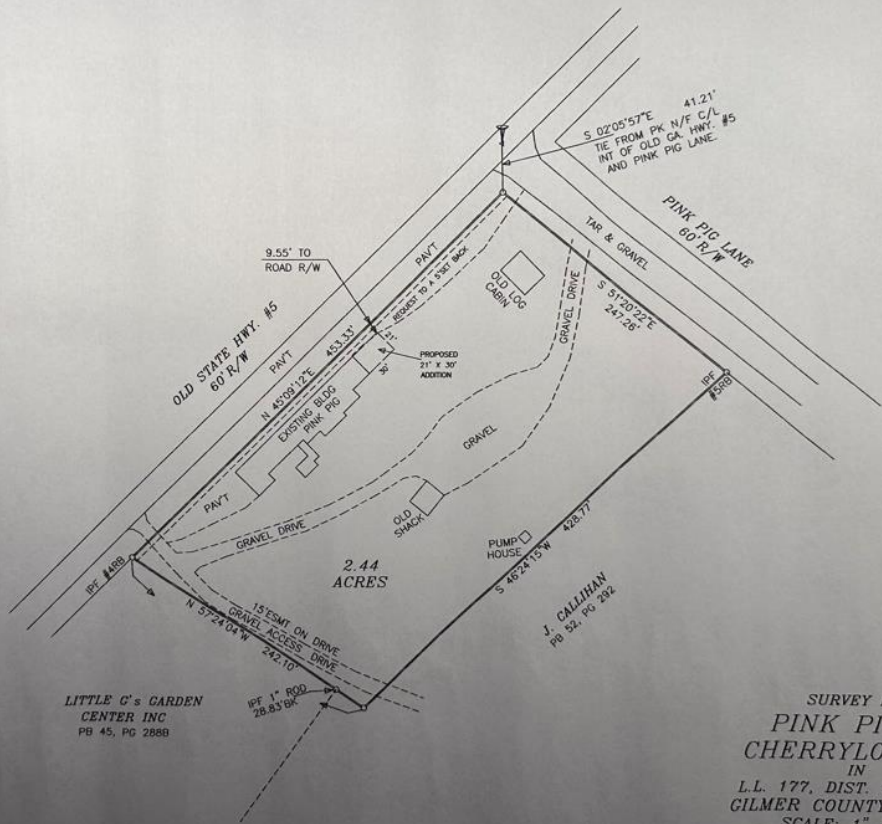 S 02°05'57"E 41.21'
TIE FROM PK N/F C/L
INT OF OLD GA. HWY. #5
AND PINK PIG LANE.
PINK PIG LANE
60'R/W
TAR & GRAVEL
9.55' TO
ROAD R/W
PAV'T
REQUEST TO A 5'SET BACK
OLD LOG
CABIN
GRAVEL DRIVE
S 51°20'22"E
247.26'
OLD STATE HWY. #5
60'R/W
PAV'T
N 45°09'12"E 453.33'
21'
30'
PROPOSED
21' X 30'
ADDITION
IPF
#5RB
EXISTING BLDG
PINK PIG
GRAVEL
PAV'T
OLD
SHACK
GRAVEL DRIVE
PUMP
HOUSE
S 46°24'15"W 428.77'
IPF #4RB
2.44
ACRES
J. CALLIHAN
PB 52, PG 292
15'ESMT ON DRIVE
GRAVEL ACCESS DRIVE
N 57°24'04"W
242.10'
IPF 1" ROD
28.83'BK
LITTLE G's GARDEN
CENTER INC
PB 45, PG 288B
SURVEY
PINK PI
CHERRYLO
IN
L.L. 177, DIST.
GILMER COUNTY
SCALE: 1"